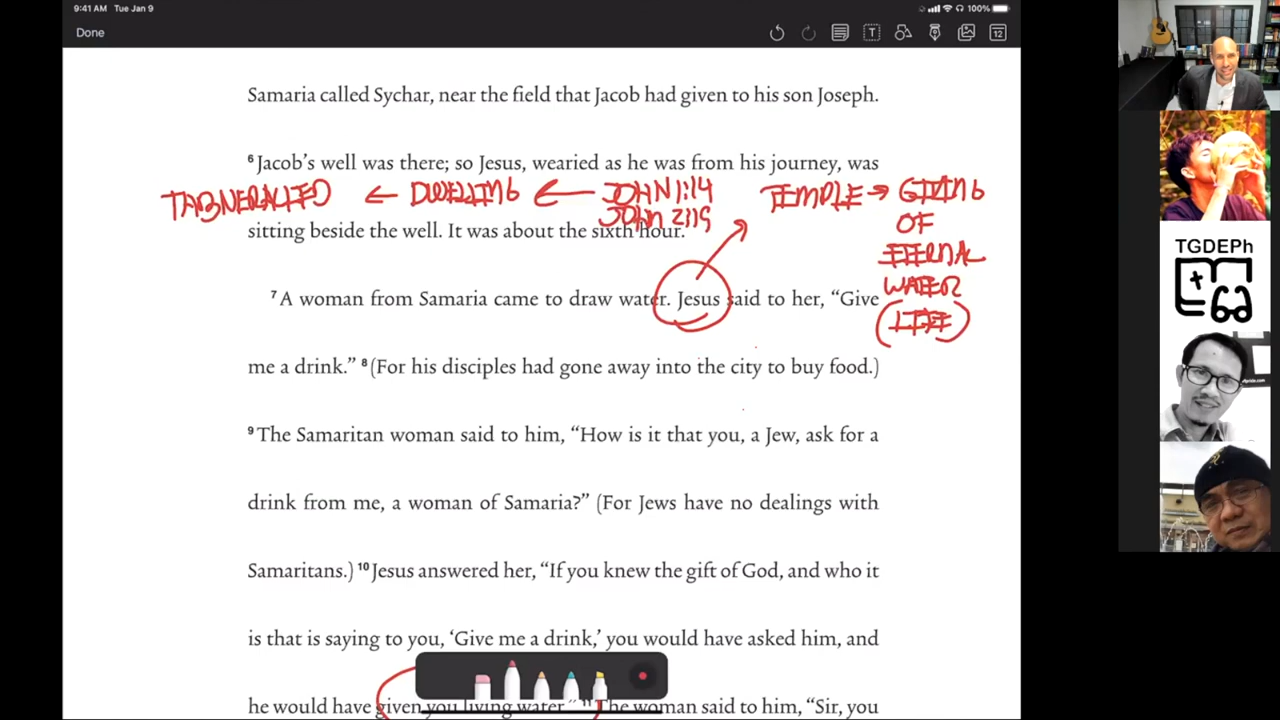 9:41 AM Tue Jan 9
100%
Done
12
Samaria called Sychar, near the field that Jacob had given to his son Joseph.
6 Jacob's well was there; so Jesus, wearied as he was from his journey, was
TABNERACLED ← DWELLING ← JOHN 1:14 TEMPLE → GIVING
JOHN 2:19 OF
sitting beside the well. It was about the sixth hour.
ETERNAL
WATER
7 A woman from Samaria came to draw water. Jesus said to her, “Give
(LIFE)
me a drink.” 8 (For his disciples had gone away into the city to buy food.)
9 The Samaritan woman said to him, “How is it that you, a Jew, ask for a
drink from me, a woman of Samaria?” (For Jews have no dealings with
Samaritans.) 10 Jesus answered her, “If you knew the gift of God, and who it
is that is saying to you, ‘Give me a drink,’ you would have asked him, and
he would have given you living water.” 11 The woman said to him, “Sir, you
TGDEPh